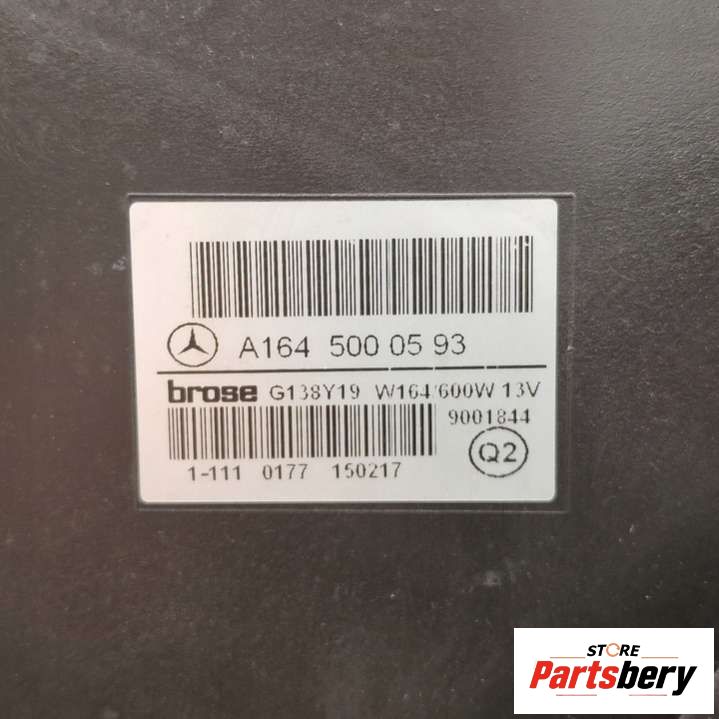 A164 500 05 93
brose G138Y19 W164 600W 13V
9001844
Q2
1-111 0177 150217
STORE
Partsbery